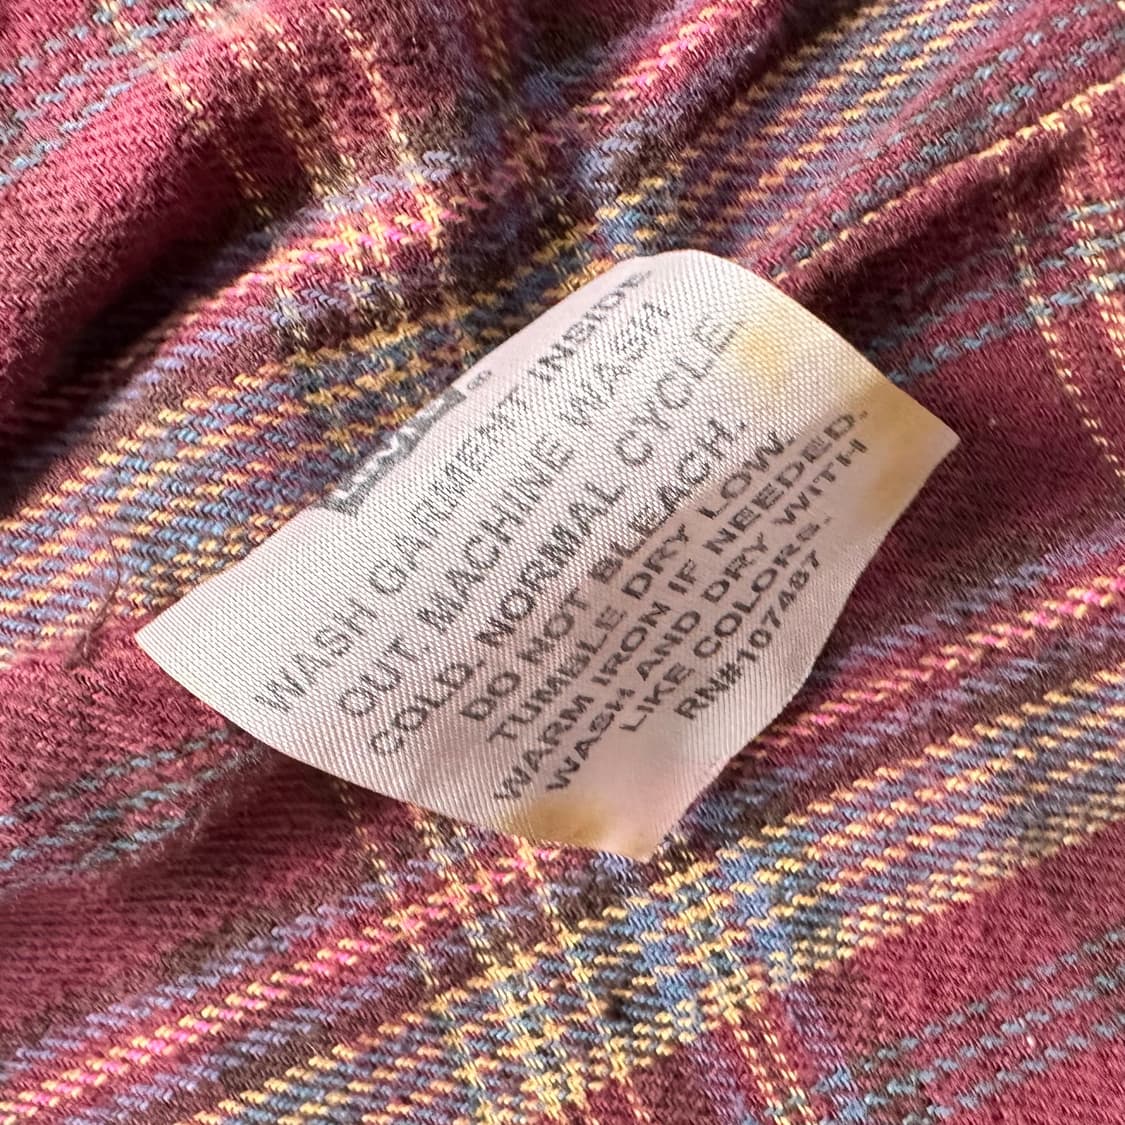 WASH GARMENT INSIDE
OUT. MACHINE WASH
COLD. NORMAL CYCLE
DO NOT BLEACH.
TUMBLE DRY LOW.
WARM IRON IF NEEDED.
WASH AND DRY WITH
LIKE COLORS.
RN#107487